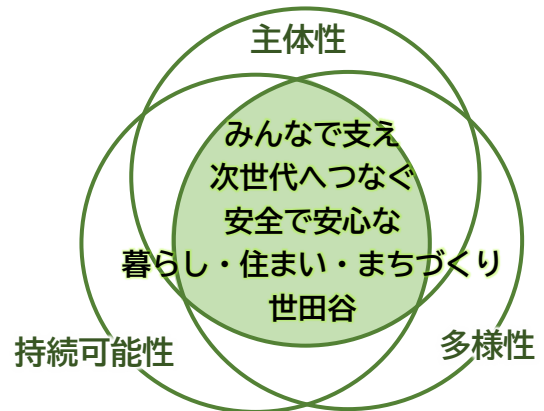 主体性
みんなで支え
次世代へつなぐ
安全で安心な
暮らし・住まい・まちづくり
世田谷
持続可能性
多様性